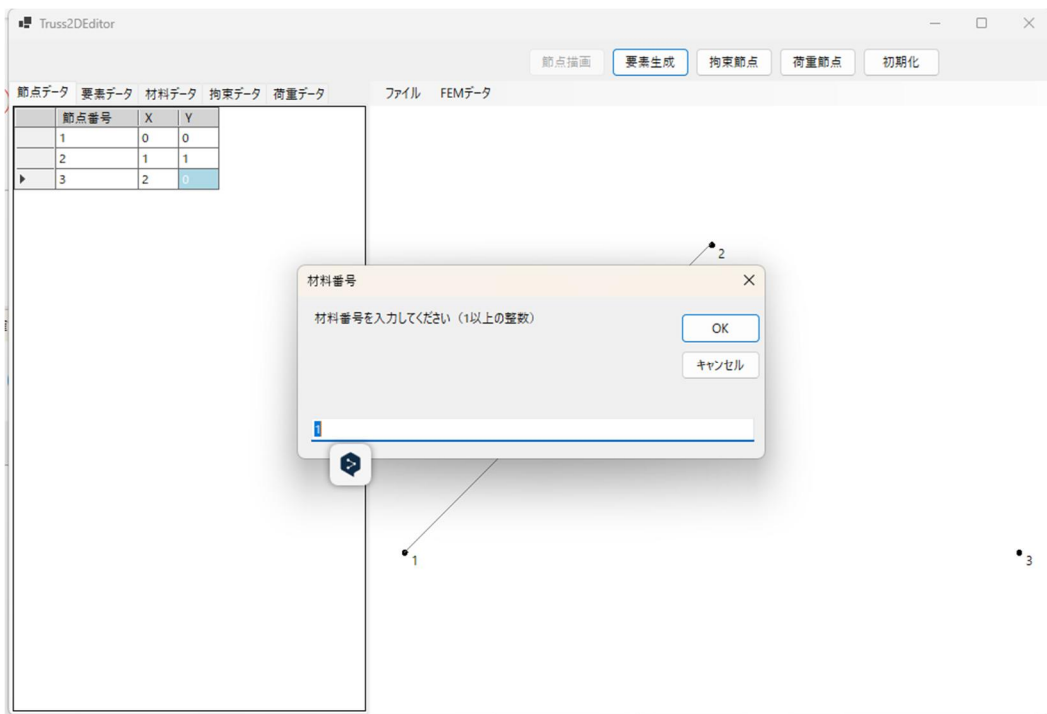 Truss2DEditor
節点描画 要素生成 拘束節点 荷重節点 初期化
節点データ 要素データ 材料データ 拘束データ 荷重データ ファイル FEMデータ
節点番号 X Y
1 0 0
2 1 1
3 2 0
2
材料番号
材料番号を入力してください（1以上の整数）
OK
キャンセル
1
1
3